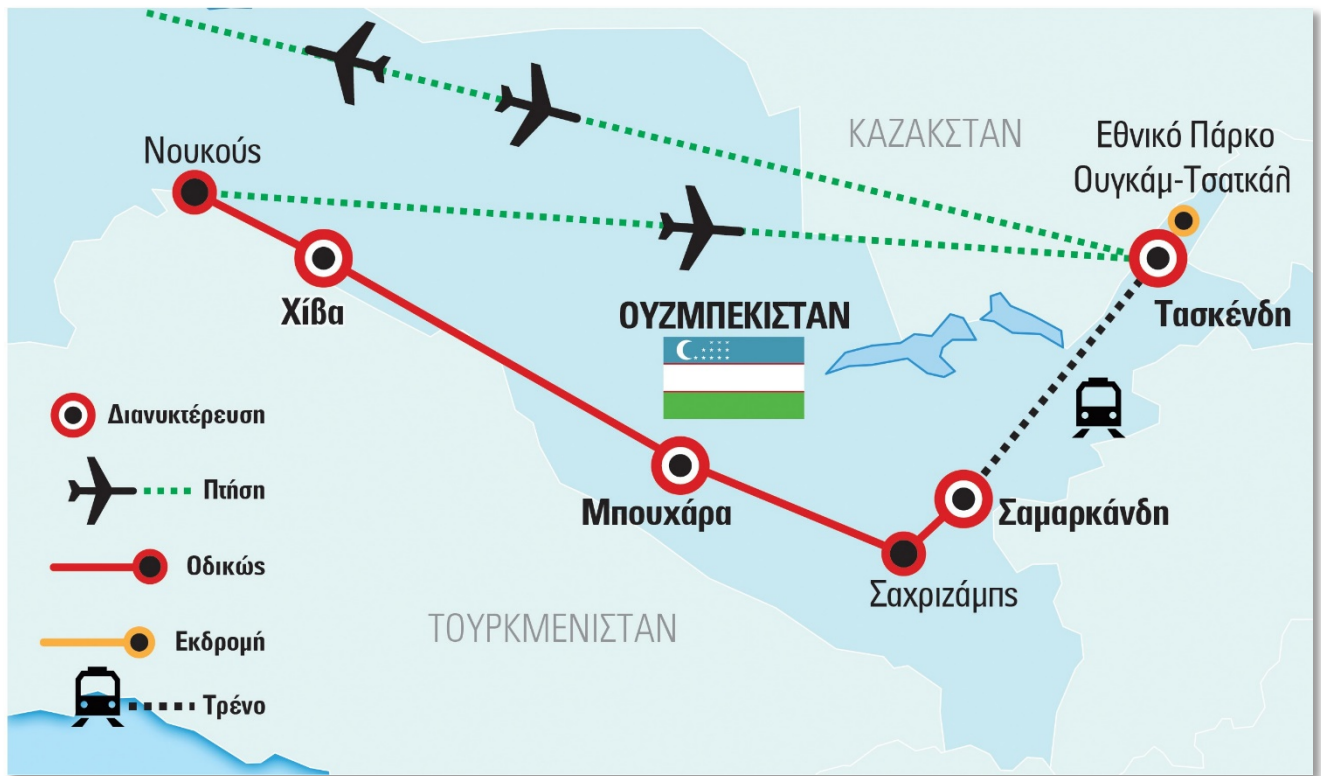 Νουκούς
ΚΑΖΑΚΣΤΑΝ
Εθνικό Πάρκο
Ουγκάμ-Τσατκάλ
Χίβα
ΟΥΖΜΠΕΚΙΣΤΑΝ
Τασκένδη
Διανυκτέρευση
Πτήση
Μπουχάρα
Σαμαρκάνδη
Οδικώς
Σαχριζάμπς
ΤΟΥΡΚΜΕΝΙΣΤΑΝ
Εκδρομή
Τρένο